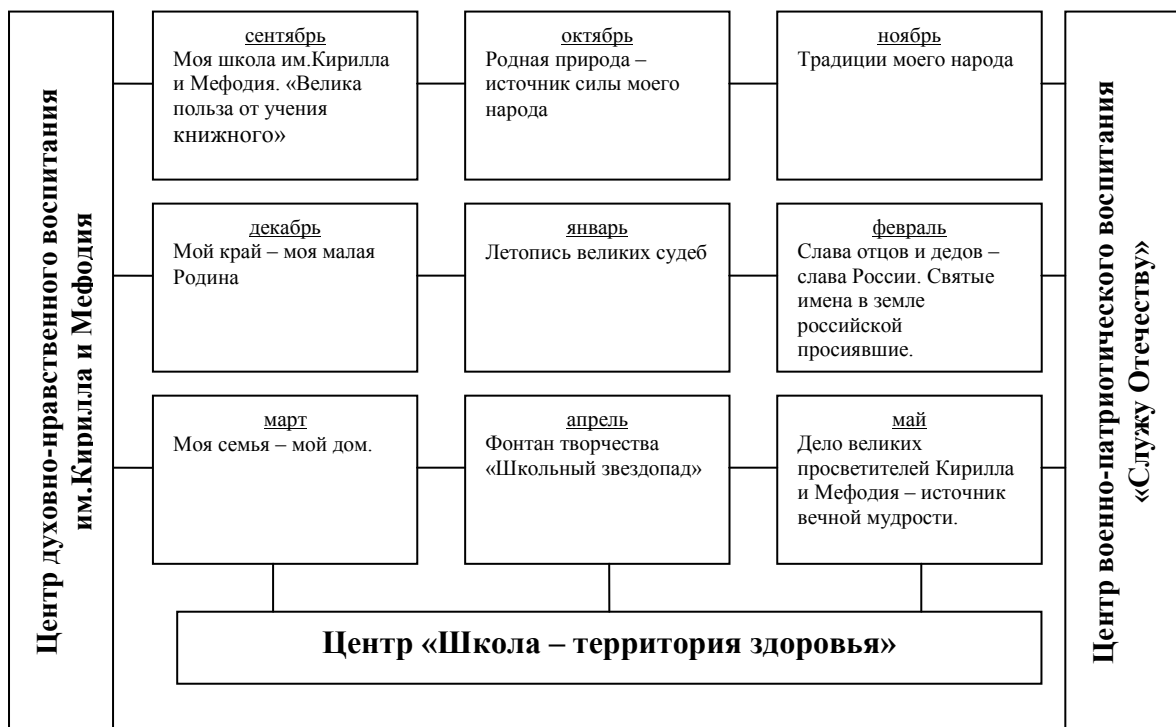 Центр духовно-нравственного воспитания
им.Кирилла и Мефодия
сентябрь
Моя школа им.Кирилла
и Мефодия. «Велика
польза от учения
книжного»
октябрь
Родная природа –
источник силы моего
народа
ноябрь
Традиции моего народа
декабрь
Мой край – моя малая
Родина
январь
Летопись великих судеб
февраль
Слава отцов и дедов –
слава России. Святые
имена в земле
российской
просиявшие.
март
Моя семья – мой дом.
апрель
Фонтан творчества
«Школьный звездопад»
май
Дело великих
просветителей Кирилла
и Мефодия – источник
вечной мудрости.
Центр «Школа – территория здоровья»
Центр военно-патриотического воспитания
«Служу Отечеству»